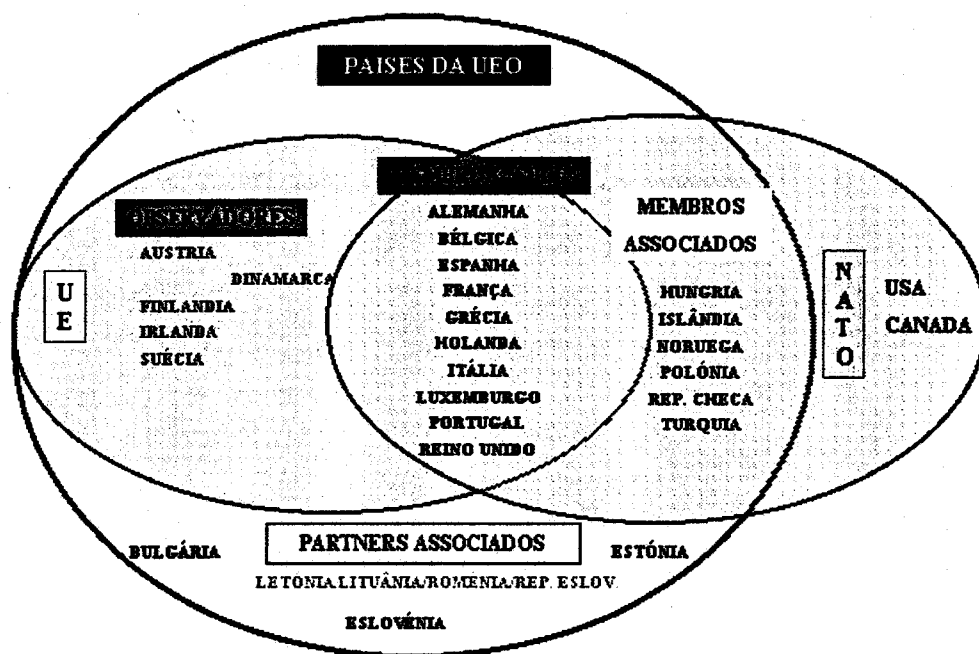 PAISES DA UEO
OBSERVADORES
AUSTRIA
DINAMARCA
FINLANDIA
IRLANDA
SUÉCIA
U
E
ALEMANHA
BÉLGICA
ESPANHA
FRANÇA
GRÉCIA
HOLANDA
ITÁLIA
LUXEMBURGO
PORTUGAL
REINO UNIDO
MEMBROS
ASSOCIADOS
HUNGRIA
ISLÂNDIA
NORUEGA
POLÓNIA
REP. CHECA
TURQUIA
N
A
T
O
USA
CANADA
BULGÁRIA
PARTNERS ASSOCIADOS
ESTÓNIA
LETÓNIA.LITUÂNIA/ROMÉNIA/REP. ESLOV.
ESLOVÉNIA